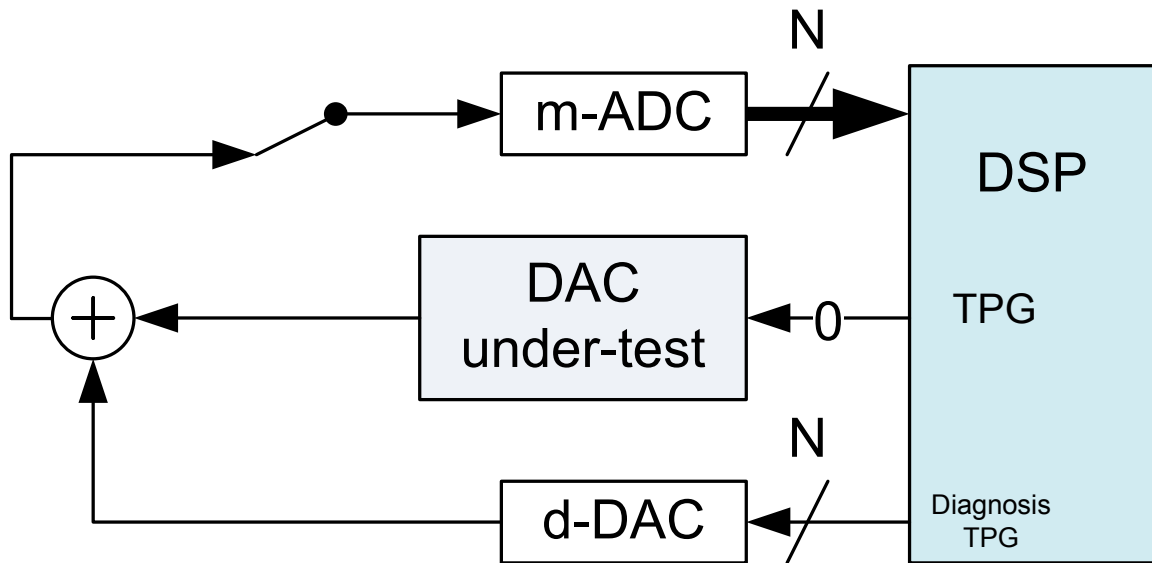 N
m-ADC
DSP
DAC
under-test
0
TPG
N
d-DAC
Diagnosis
TPG